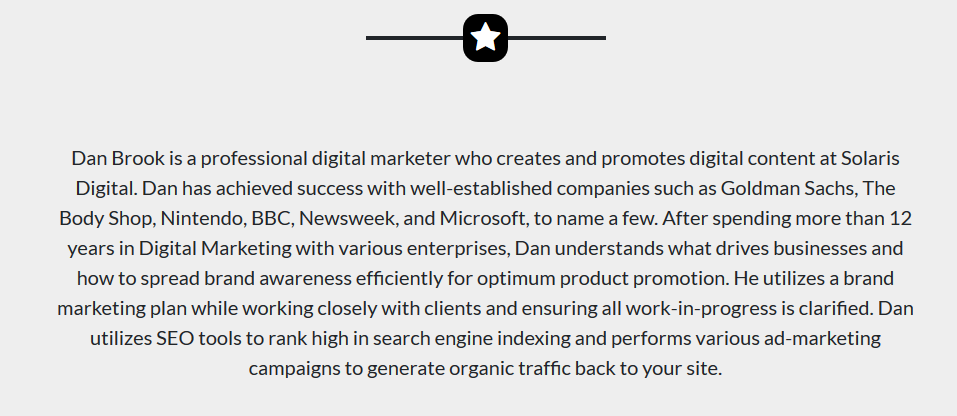 Dan Brook is a professional digital marketer who creates and promotes digital content at Solaris
Digital. Dan has achieved success with well-established companies such as Goldman Sachs, The
Body Shop, Nintendo, BBC, Newsweek, and Microsoft, to name a few. After spending more than 12
years in Digital Marketing with various enterprises, Dan understands what drives businesses and
how to spread brand awareness efficiently for optimum product promotion. He utilizes a brand
marketing plan while working closely with clients and ensuring all work-in-progress is clarified. Dan
utilizes SEO tools to rank high in search engine indexing and performs various ad-marketing
campaigns to generate organic traffic back to your site.